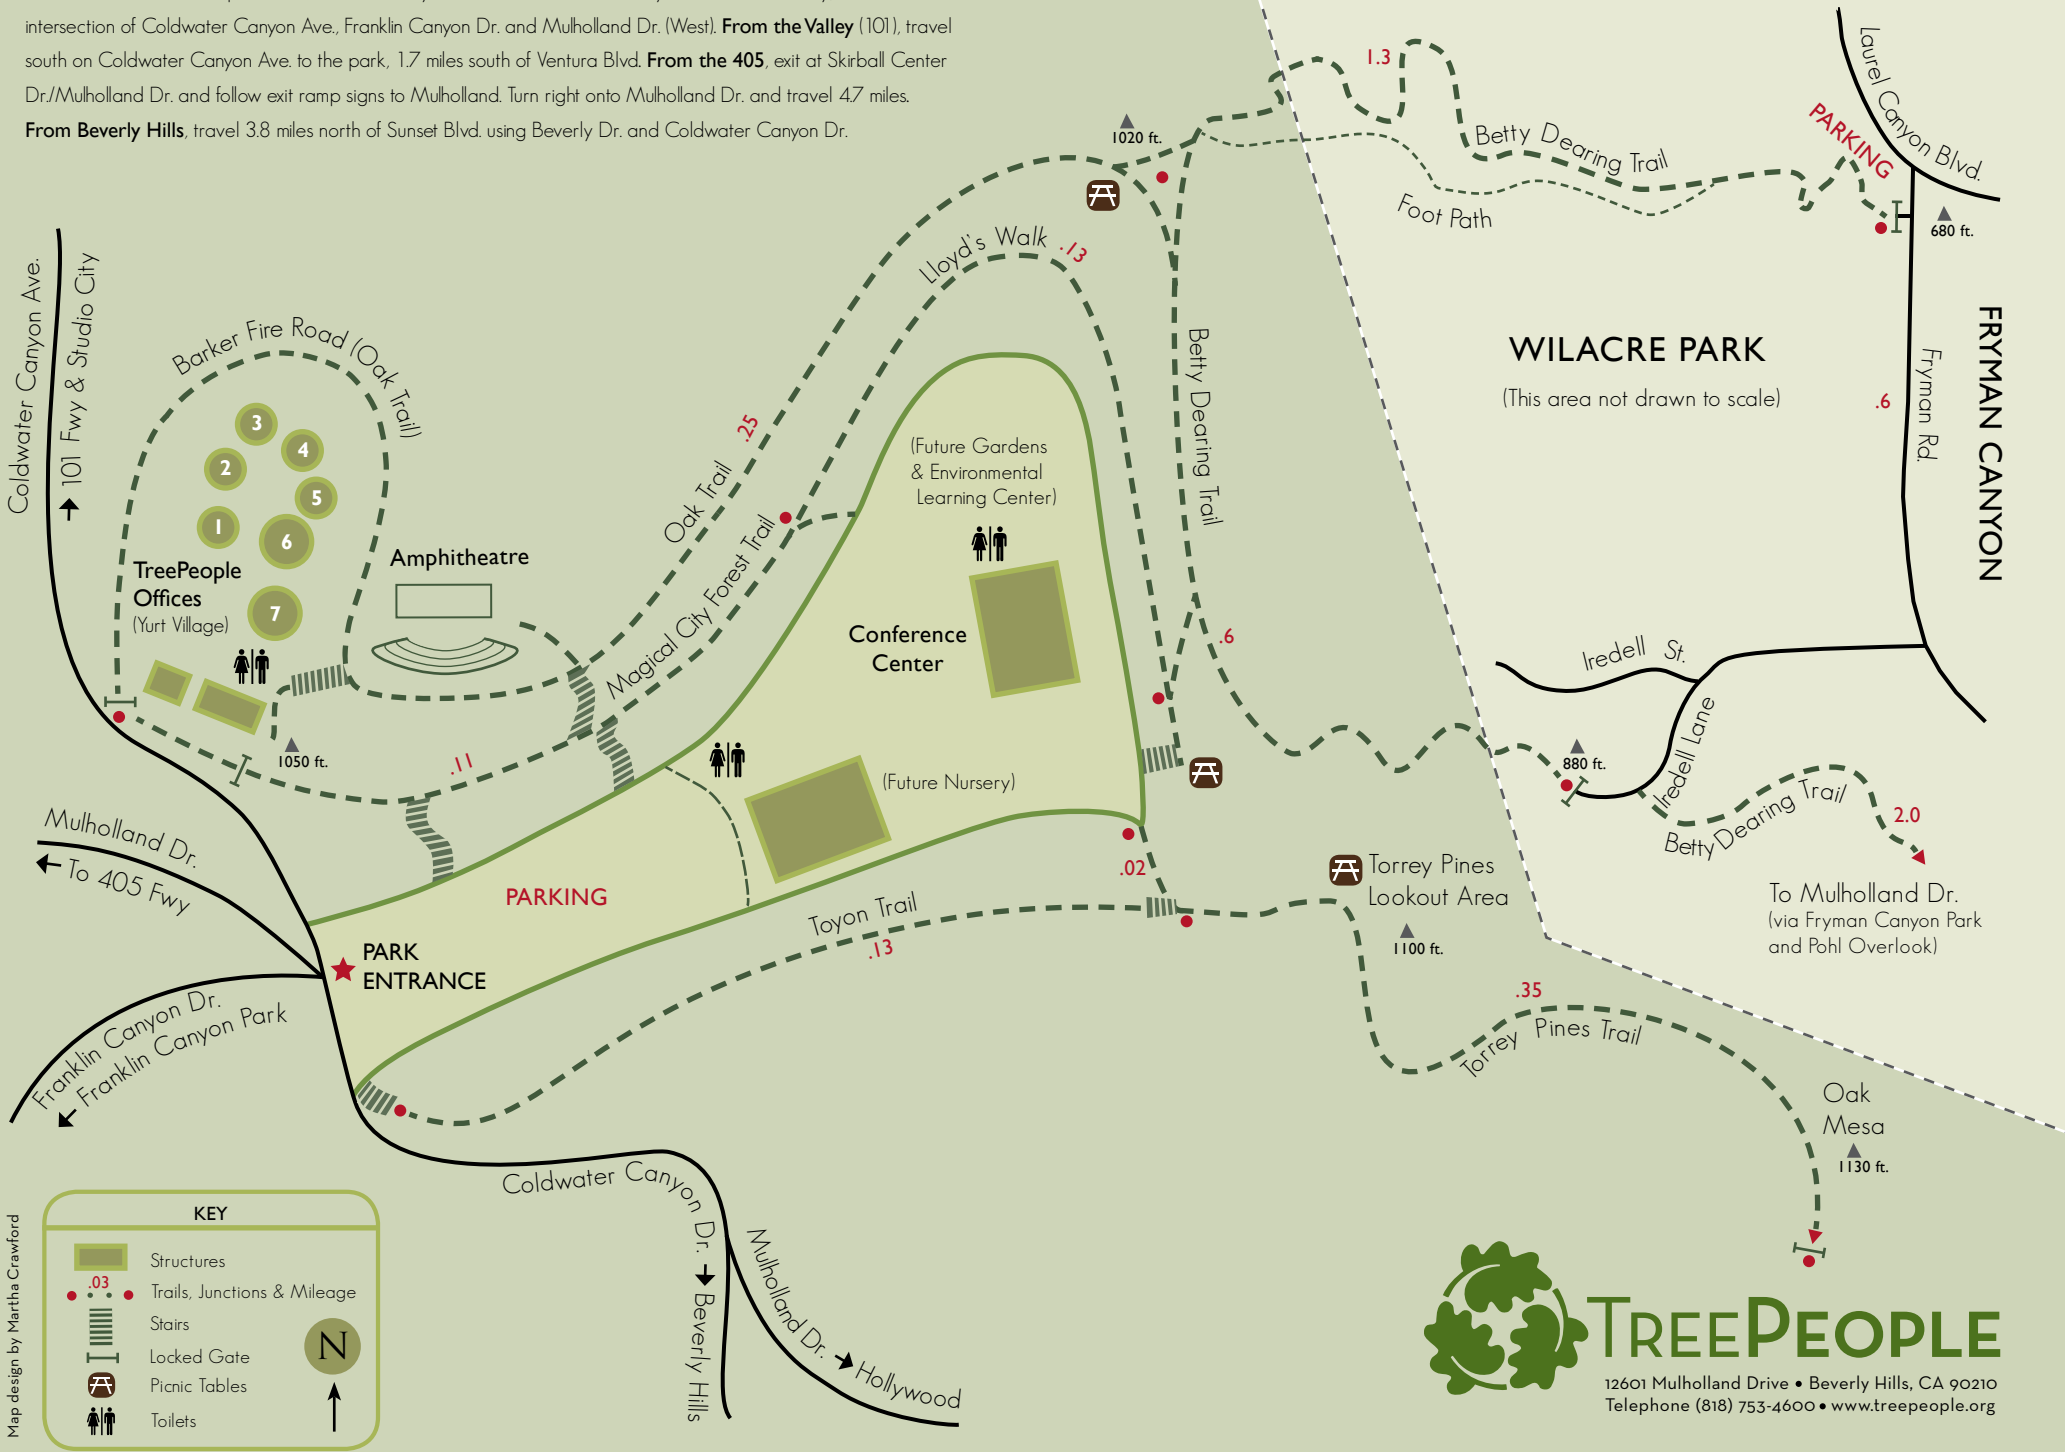 intersection of Coldwater Canyon Ave., Franklin Canyon Dr. and Mulholland Dr. (West). From the Valley (101), travel
south on Coldwater Canyon Ave. to the park, 1.7 miles south of Ventura Blvd. From the 405, exit at Skirball Center
Dr./Mulholland Dr. and follow exit ramp signs to Mulholland. Turn right onto Mulholland Dr. and travel 4.7 miles.
From Beverly Hills, travel 3.8 miles north of Sunset Blvd. using Beverly Dr. and Coldwater Canyon Dr.
1.3
Laurel Canyon Blvd.
PARKING
1020 ft.
Betty Dearing Trail
Foot Path
680 ft.
Lloyd's Walk
.13
Coldwater Canyon Ave.
101 Fwy & Studio City
Barker Fire Road (Oak Trail)
WILACRE PARK
(This area not drawn to scale)
.6
Fryman Rd.
FRYMAN CANYON
3
4
2
5
1
6
7
.25
Oak Trail
Magical City Forest Trail
Betty Dearing Trail
(Future Gardens
& Environmental
Learning Center)
TreePeople
Offices
(Yurt Village)
Amphitheatre
Conference
Center
.6
Iredell St.
Iredell Lane
1050 ft.
.11
880 ft.
(Future Nursery)
Betty Dearing Trail
2.0
Mulholland Dr.
To 405 Fwy
PARKING
.02
Torrey Pines
Lookout Area
1100 ft.
To Mulholland Dr.
(via Fryman Canyon Park
and Pohl Overlook)
Toyon Trail
.13
PARK
ENTRANCE
Franklin Canyon Dr.
Franklin Canyon Park
.35
Torrey Pines Trail
Oak
Mesa
1130 ft.
Coldwater Canyon Dr.
Beverly Hills
Mulholland Dr.
Hollywood
KEY
Structures
.03
Trails, Junctions & Mileage
Stairs
Locked Gate
Picnic Tables
Toilets
N
Map design by Martha Crawford
TREEPEOPLE
12601 Mulholland Drive • Beverly Hills, CA 90210
Telephone (818) 753-4600 • www.treepeople.org